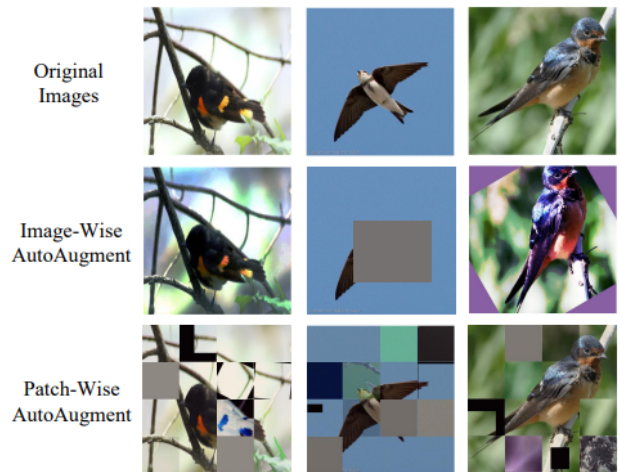 Original
Images
Image-Wise
AutoAugment
Patch-Wise
AutoAugment